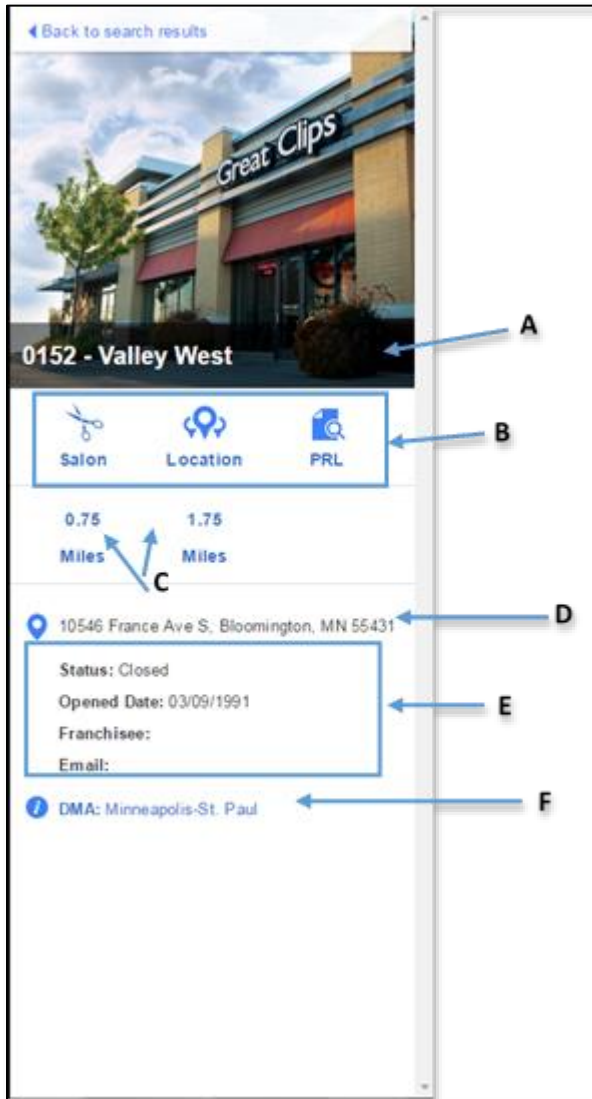 Back to search results
Great Clips
0152 - Valley West
A
Salon Location PRL
B
0.75 1.75
Miles Miles
C
10546 France Ave S, Bloomington, MN 55431
D
Status: Closed
Opened Date: 03/09/1991
Franchisee:
Email:
E
DMA: Minneapolis-St. Paul
F